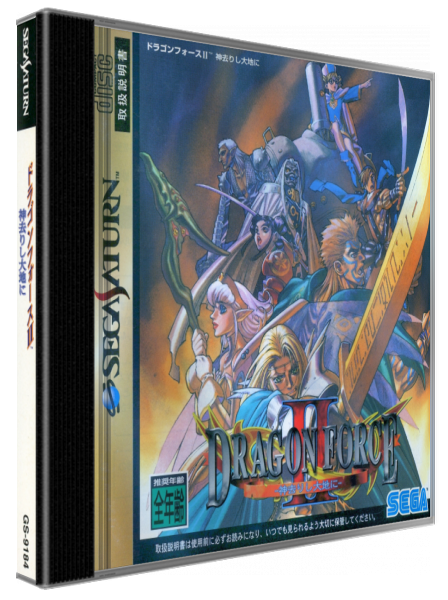 SEGA SATURN
ドラゴンフォースII
神去りし大地に
GS-9184
disc
取扱説明書
SEGA SATURN™
ドラゴンフォースII™ 神去りし大地に
II
DRAGON FORCE
-神去りし大地に-
推奨年齢
全年齢
SEGA
取扱説明書は使用前に必ずお読みになり、いつでも見られるよう大切に保管してください。